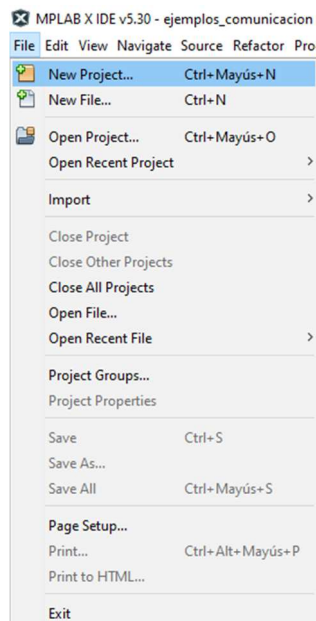 MPLAB X IDE v5.30 - ejemplos_comunicacion
File Edit View Navigate Source Refactor Pro
New Project... Ctrl+Mayús+N
New File... Ctrl+N
Open Project... Ctrl+Mayús+O
Open Recent Project >
Import >
Close Project
Close Other Projects
Close All Projects
Open File...
Open Recent File >
Project Groups...
Project Properties
Save Ctrl+S
Save As...
Save All Ctrl+Mayús+S
Page Setup...
Print... Ctrl+Alt+Mayús+P
Print to HTML...
Exit